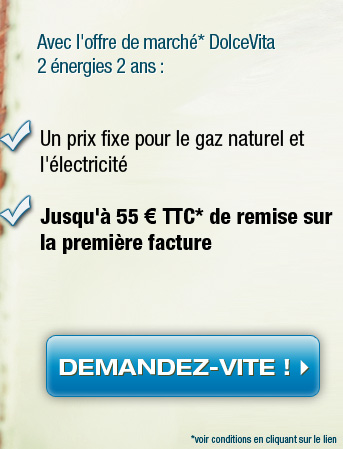 Avec l'offre de marché* DolceVita
2 énergies 2 ans :
Un prix fixe pour le gaz naturel et
l'électricité
Jusqu'à 55 € TTC* de remise sur
la première facture
DEMANDEZ-VITE !
*voir conditions en cliquant sur le lien